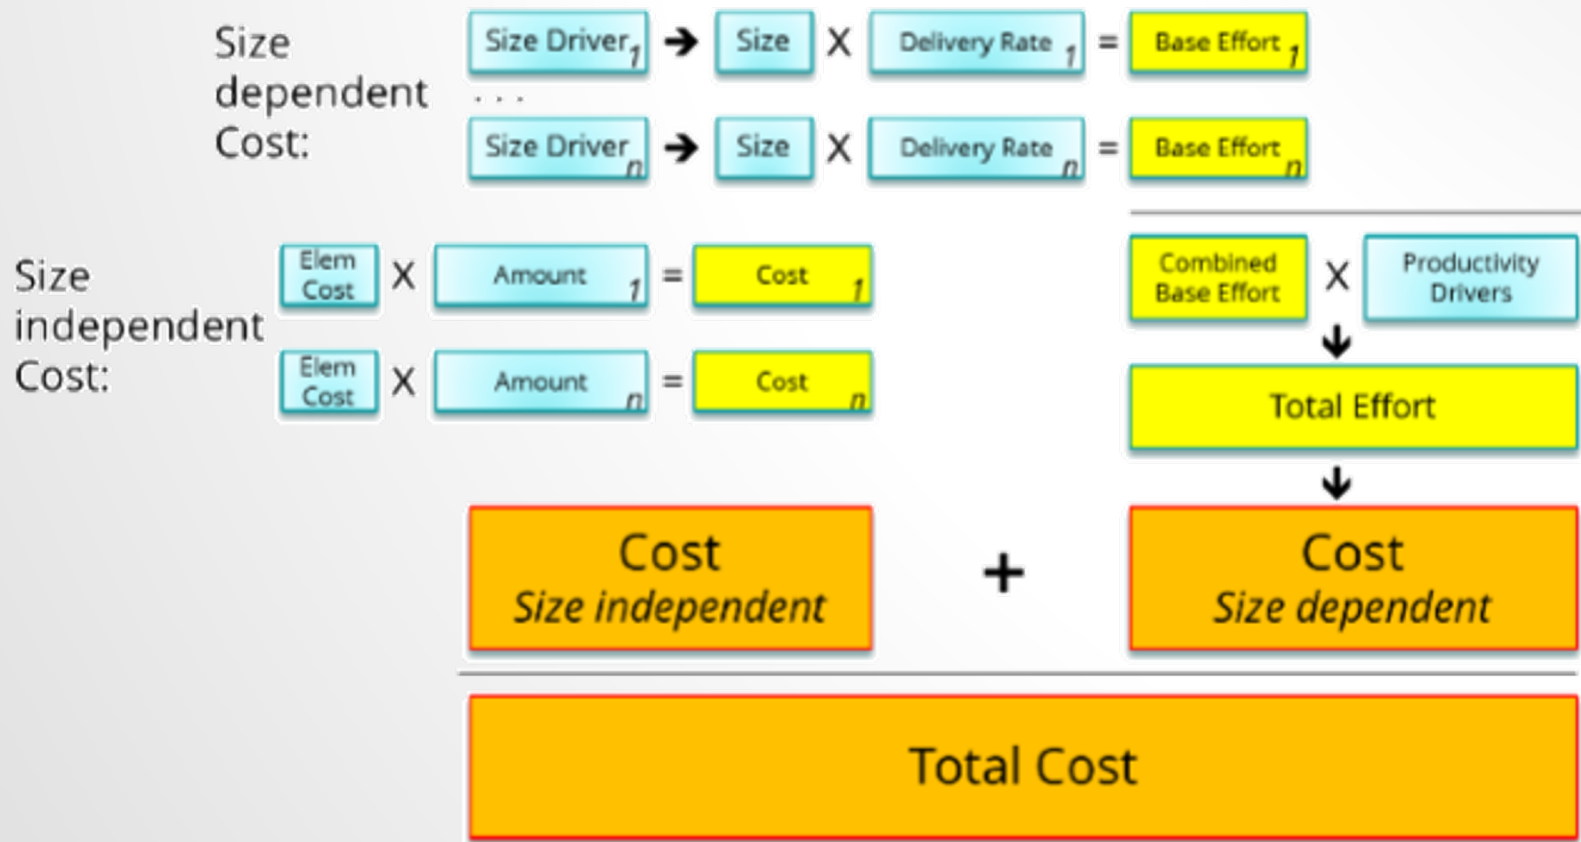 Size
dependent
Cost:
Size Driver 1 → Size X Delivery Rate 1 = Base Effort 1
. . .
Size Driver n → Size X Delivery Rate n = Base Effort n
Size
independent
Cost:
Elem
Cost
X Amount 1 = Cost 1
Elem
Cost
X Amount n = Cost n
Combined
Base Effort
X
Productivity
Drivers
Total Effort
Cost
Size independent
+
Cost
Size dependent
Total Cost